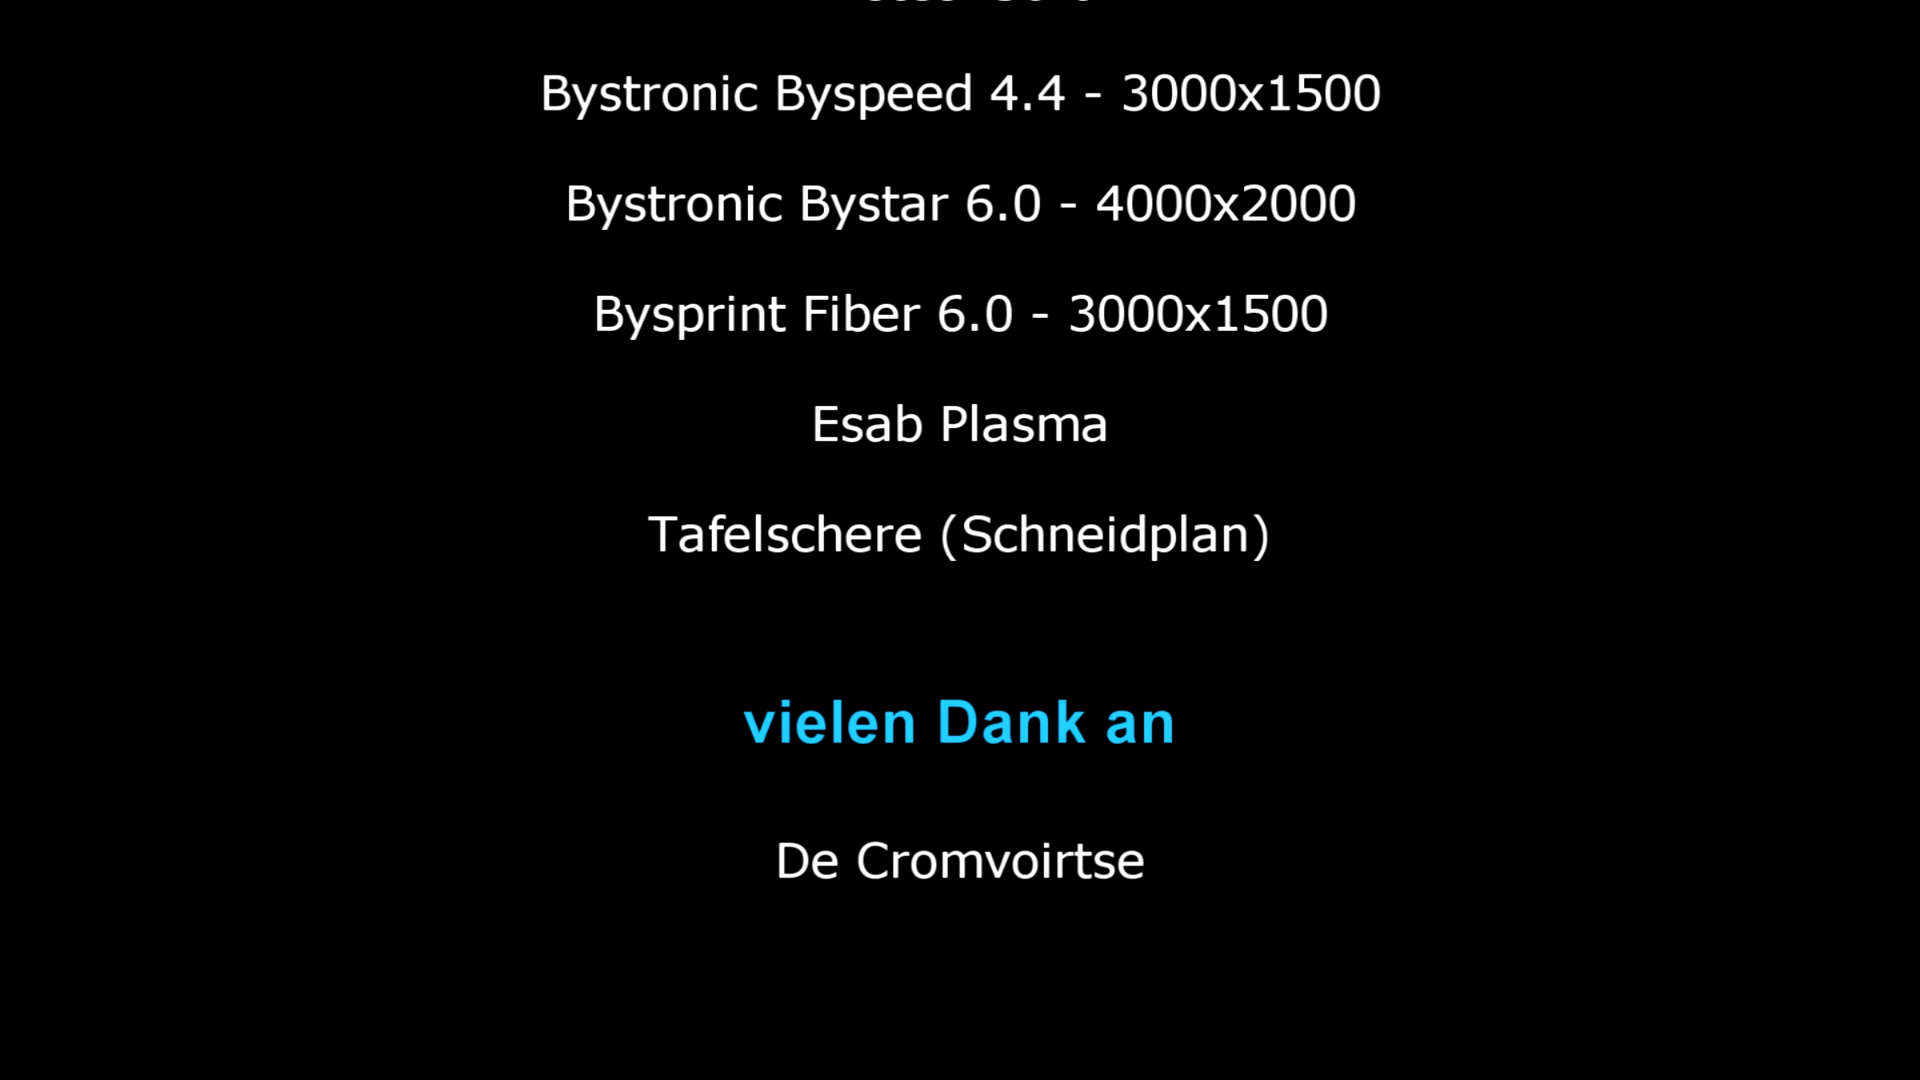 Bystronic Byspeed 4.4 - 3000x1500
Bystronic Bystar 6.0 - 4000x2000
Bysprint Fiber 6.0 - 3000x1500
Esab Plasma
Tafelschere (Schneidplan)
vielen Dank an
De Cromvoirtse